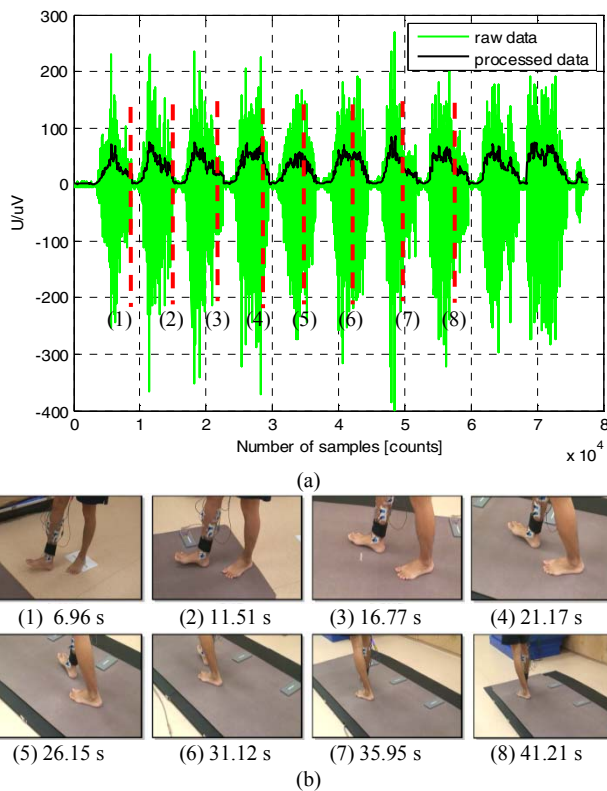 300
200
100
0
-100
-200
-300
-400
U/uV
raw data
processed data
(1) (2) (3) (4) (5) (6) (7) (8)
0 1 2 3 4 5 6 7 8
Number of samples [counts]
x 10^4
(a)
(1) 6.96 s (2) 11.51 s (3) 16.77 s (4) 21.17 s
(5) 26.15 s (6) 31.12 s (7) 35.95 s (8) 41.21 s
(b)